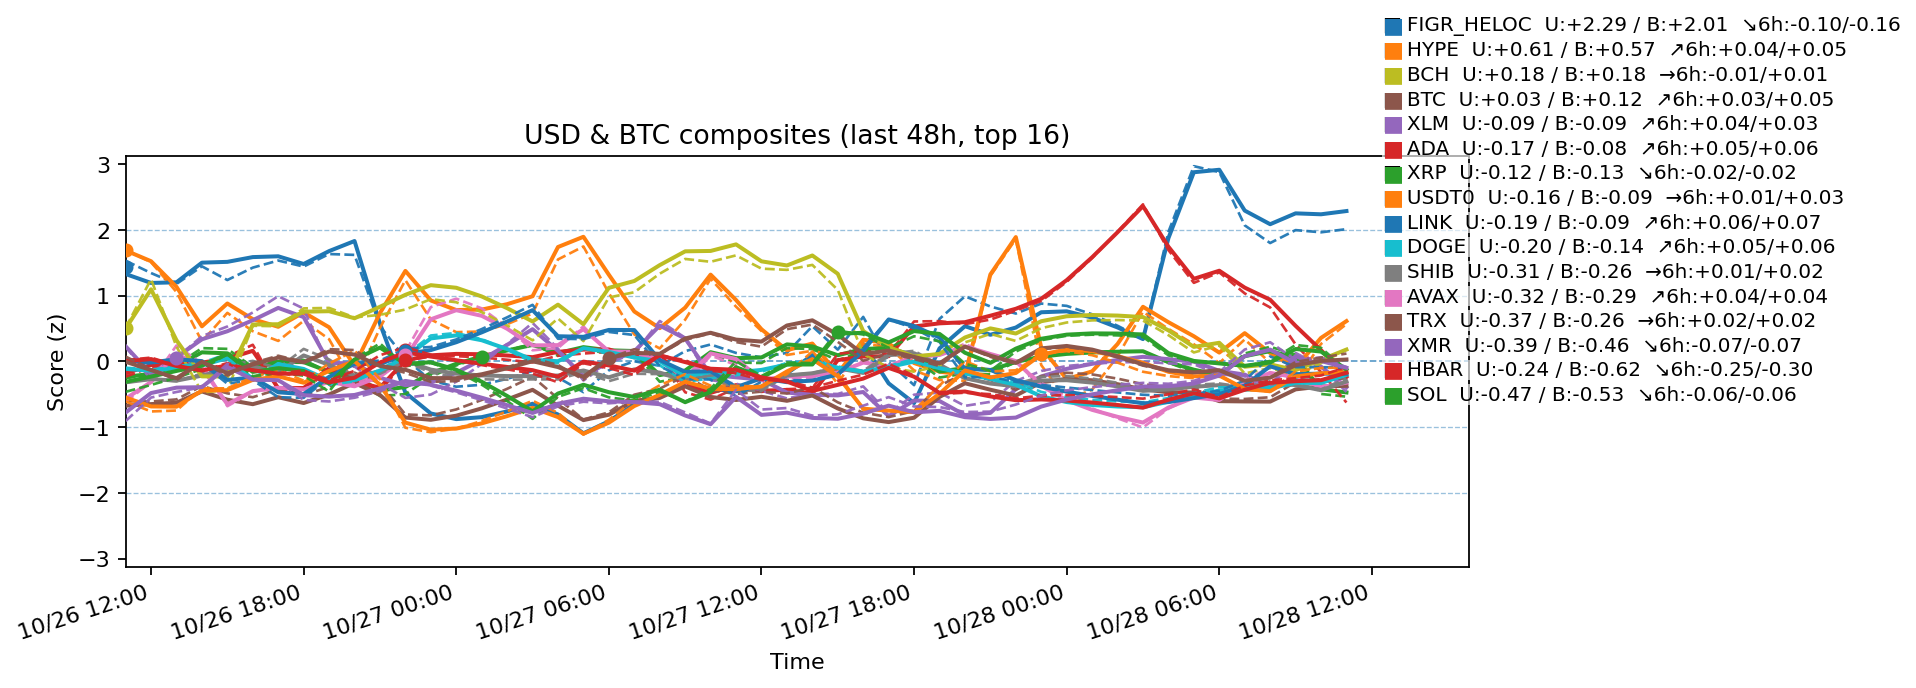 FIGR_HELOC U:+2.29 / B:+2.01 ↘6h:-0.10/-0.16
HYPE U:+0.61 / B:+0.57 ↗6h:+0.04/+0.05
BCH U:+0.18 / B:+0.18 →6h:-0.01/+0.01
BTC U:+0.03 / B:+0.12 ↗6h:+0.03/+0.05
XLM U:-0.09 / B:-0.09 ↗6h:+0.04/+0.03
ADA U:-0.17 / B:-0.08 ↗6h:+0.05/+0.06
XRP U:-0.12 / B:-0.13 ↘6h:-0.02/-0.02
USDT0 U:-0.16 / B:-0.09 →6h:+0.01/+0.03
LINK U:-0.19 / B:-0.09 ↗6h:+0.06/+0.07
DOGE U:-0.20 / B:-0.14 ↗6h:+0.05/+0.06
SHIB U:-0.31 / B:-0.26 →6h:+0.01/+0.02
AVAX U:-0.32 / B:-0.29 ↗6h:+0.04/+0.04
TRX U:-0.37 / B:-0.26 →6h:+0.02/+0.02
XMR U:-0.39 / B:-0.46 ↘6h:-0.07/-0.07
HBAR U:-0.24 / B:-0.62 ↘6h:-0.25/-0.30
SOL U:-0.47 / B:-0.53 ↘6h:-0.06/-0.06
USD & BTC composites (last 48h, top 16)
Score (z)
3
2
1
0
−1
−2
−3
10/26 12:00
10/26 18:00
10/27 00:00
10/27 06:00
10/27 12:00
10/27 18:00
10/28 00:00
10/28 06:00
10/28 12:00
Time